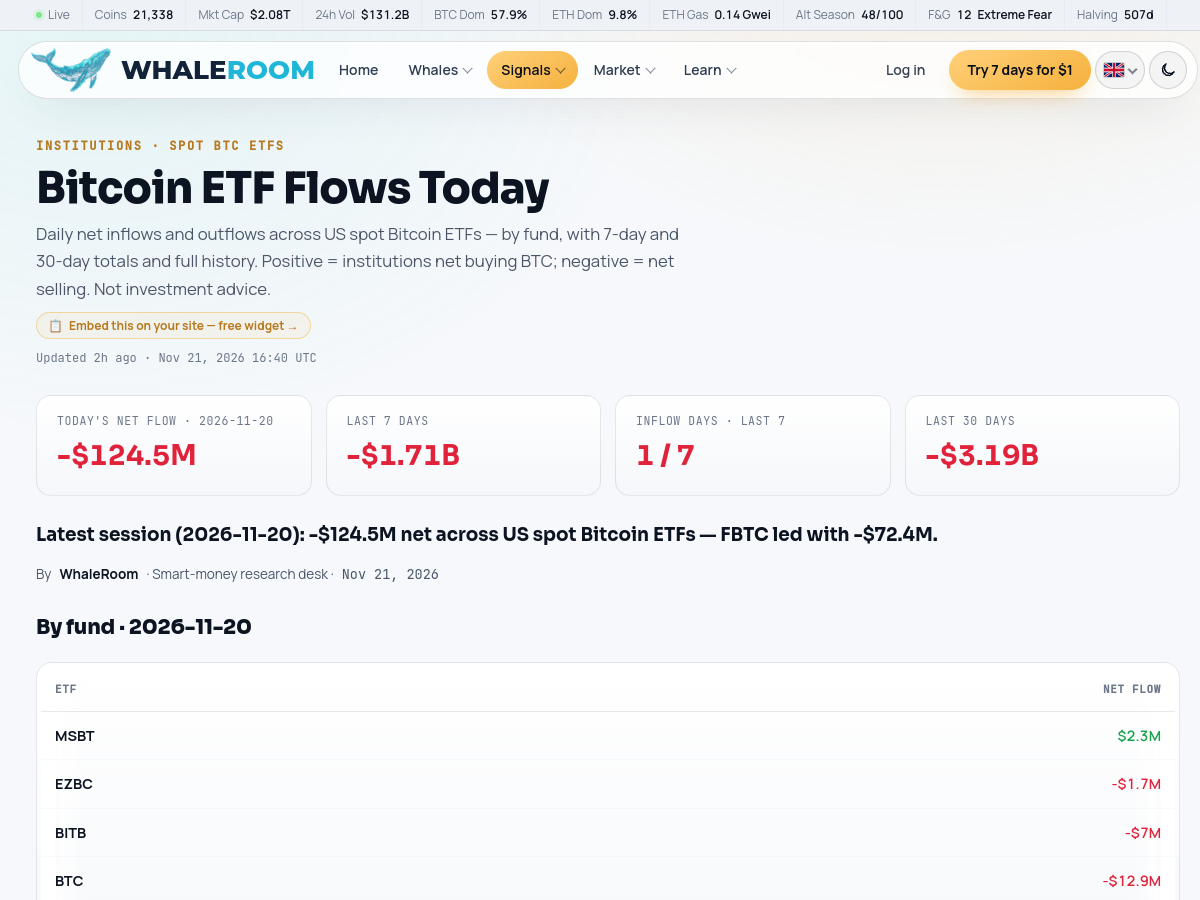 Live Coins 21,338 Mkt Cap $2.08T 24h Vol $131.2B BTC Dom 57.9% ETH Dom 9.8% ETH Gas 0.14 Gwei Alt Season 48/100 F&G 12 Extreme Fear Halving 507d
WHALEROOM Home Whales Signals Market Learn Log in Try 7 days for $1
INSTITUTIONS · SPOT BTC ETFS
Bitcoin ETF Flows Today
Daily net inflows and outflows across US spot Bitcoin ETFs — by fund, with 7-day and
30-day totals and full history. Positive = institutions net buying BTC; negative = net
selling. Not investment advice.
📋 Embed this on your site — free widget →
Updated 2h ago · Nov 21, 2026 16:40 UTC
TODAY'S NET FLOW · 2026-11-20
-$124.5M
LAST 7 DAYS
-$1.71B
INFLOW DAYS · LAST 7
1 / 7
LAST 30 DAYS
-$3.19B
Latest session (2026-11-20): -$124.5M net across US spot Bitcoin ETFs — FBTC led with -$72.4M.
By WhaleRoom · Smart-money research desk · Nov 21, 2026
By fund · 2026-11-20
ETF NET FLOW
MSBT $2.3M
EZBC -$1.7M
BITB -$7M
BTC -$12.9M